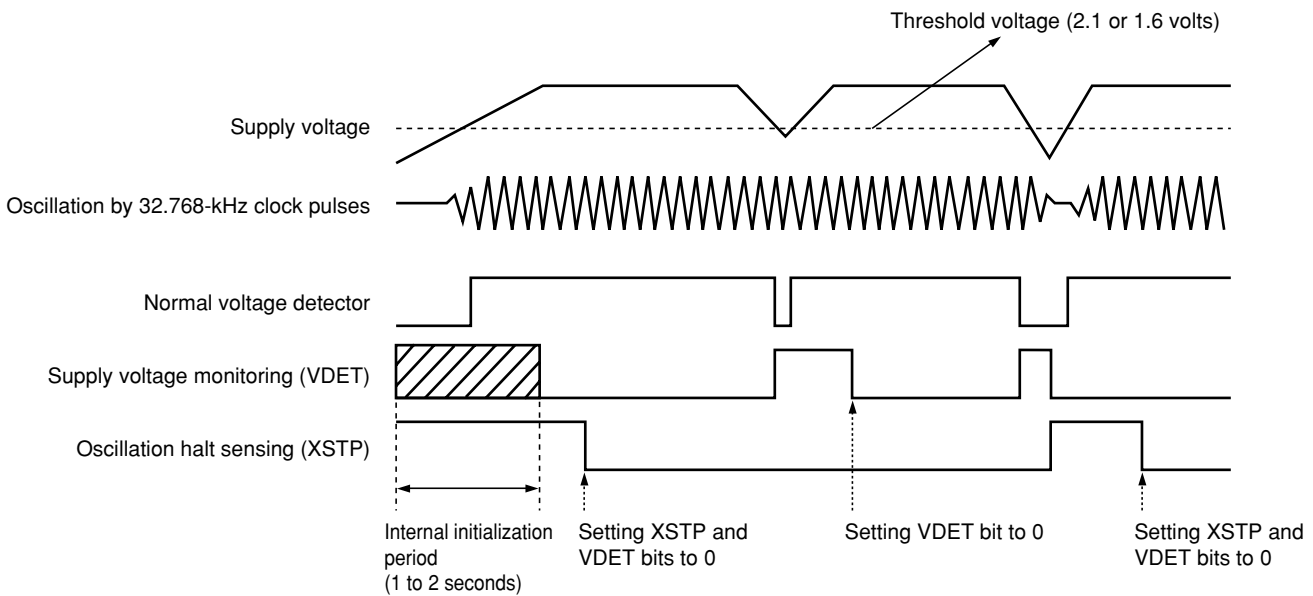 Threshold voltage (2.1 or 1.6 volts)
Supply voltage
Oscillation by 32.768-kHz clock pulses
Normal voltage detector
Supply voltage monitoring (VDET)
Oscillation halt sensing (XSTP)
Internal initialization
period
(1 to 2 seconds)
Setting XSTP and
VDET bits to 0
Setting VDET bit to 0
Setting XSTP and
VDET bits to 0